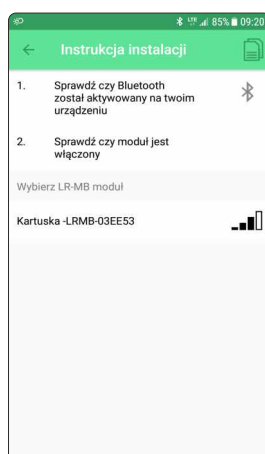 LTE 85% 09:20
Instrukcja instalacji
1. Sprawdź czy Bluetooth
został aktywowany na twoim
urządzeniu
2. Sprawdź czy moduł jest
włączony
Wybierz LR-MB moduł
Kartuska -LRMB-03EE53